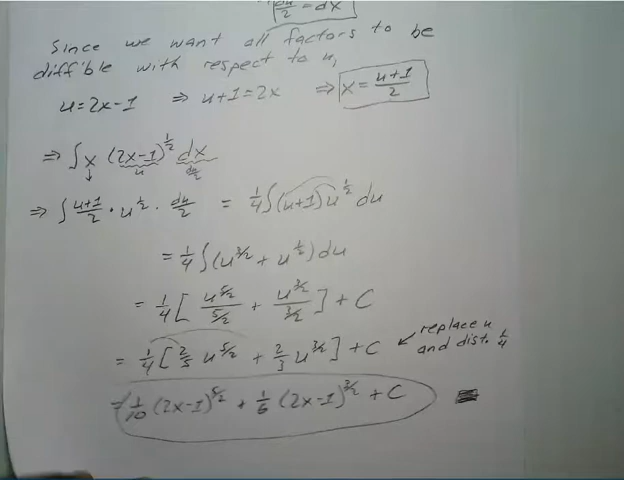 du/2 = dx
Since we want all factors to be
diff'ble with respect to u,
u=2x-1 ⇒ u+1=2x ⇒ x = u+1/2
⇒ ∫ x (2x-1)^1/2 dx
u du/2
⇒ ∫ u+1/2 · u^1/2 · du/2 = 1/4 ∫ (u+1) u^1/2 du
= 1/4 ∫ (u^3/2 + u^1/2) du
= 1/4 [ u^5/2 / 5/2 + u^3/2 / 3/2 ] + C
= 1/4 [ 2/5 u^5/2 + 2/3 u^3/2 ] + C
replace u
and dist. 1/4
= 1/10 (2x-1)^5/2 + 1/6 (2x-1)^3/2 + C